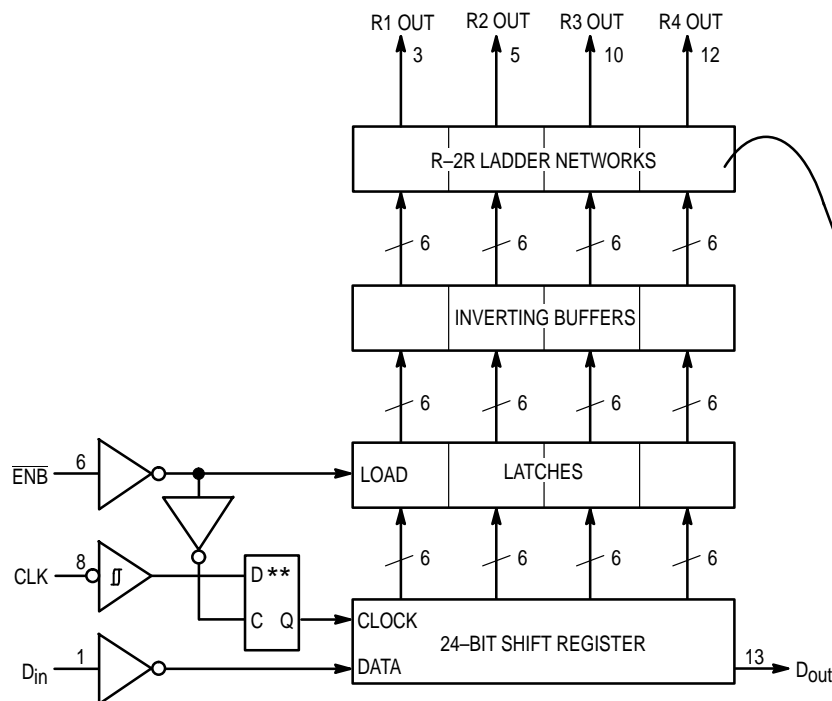 R1 OUT R2 OUT R3 OUT R4 OUT
3 5 10 12
R–2R LADDER NETWORKS
6 6 6 6
INVERTING BUFFERS
6 6 6 6
ENB 6 LOAD LATCHES
6 6 6 6
CLK 8 D **
C Q CLOCK
24–BIT SHIFT REGISTER
Din 1 DATA 13 Dout